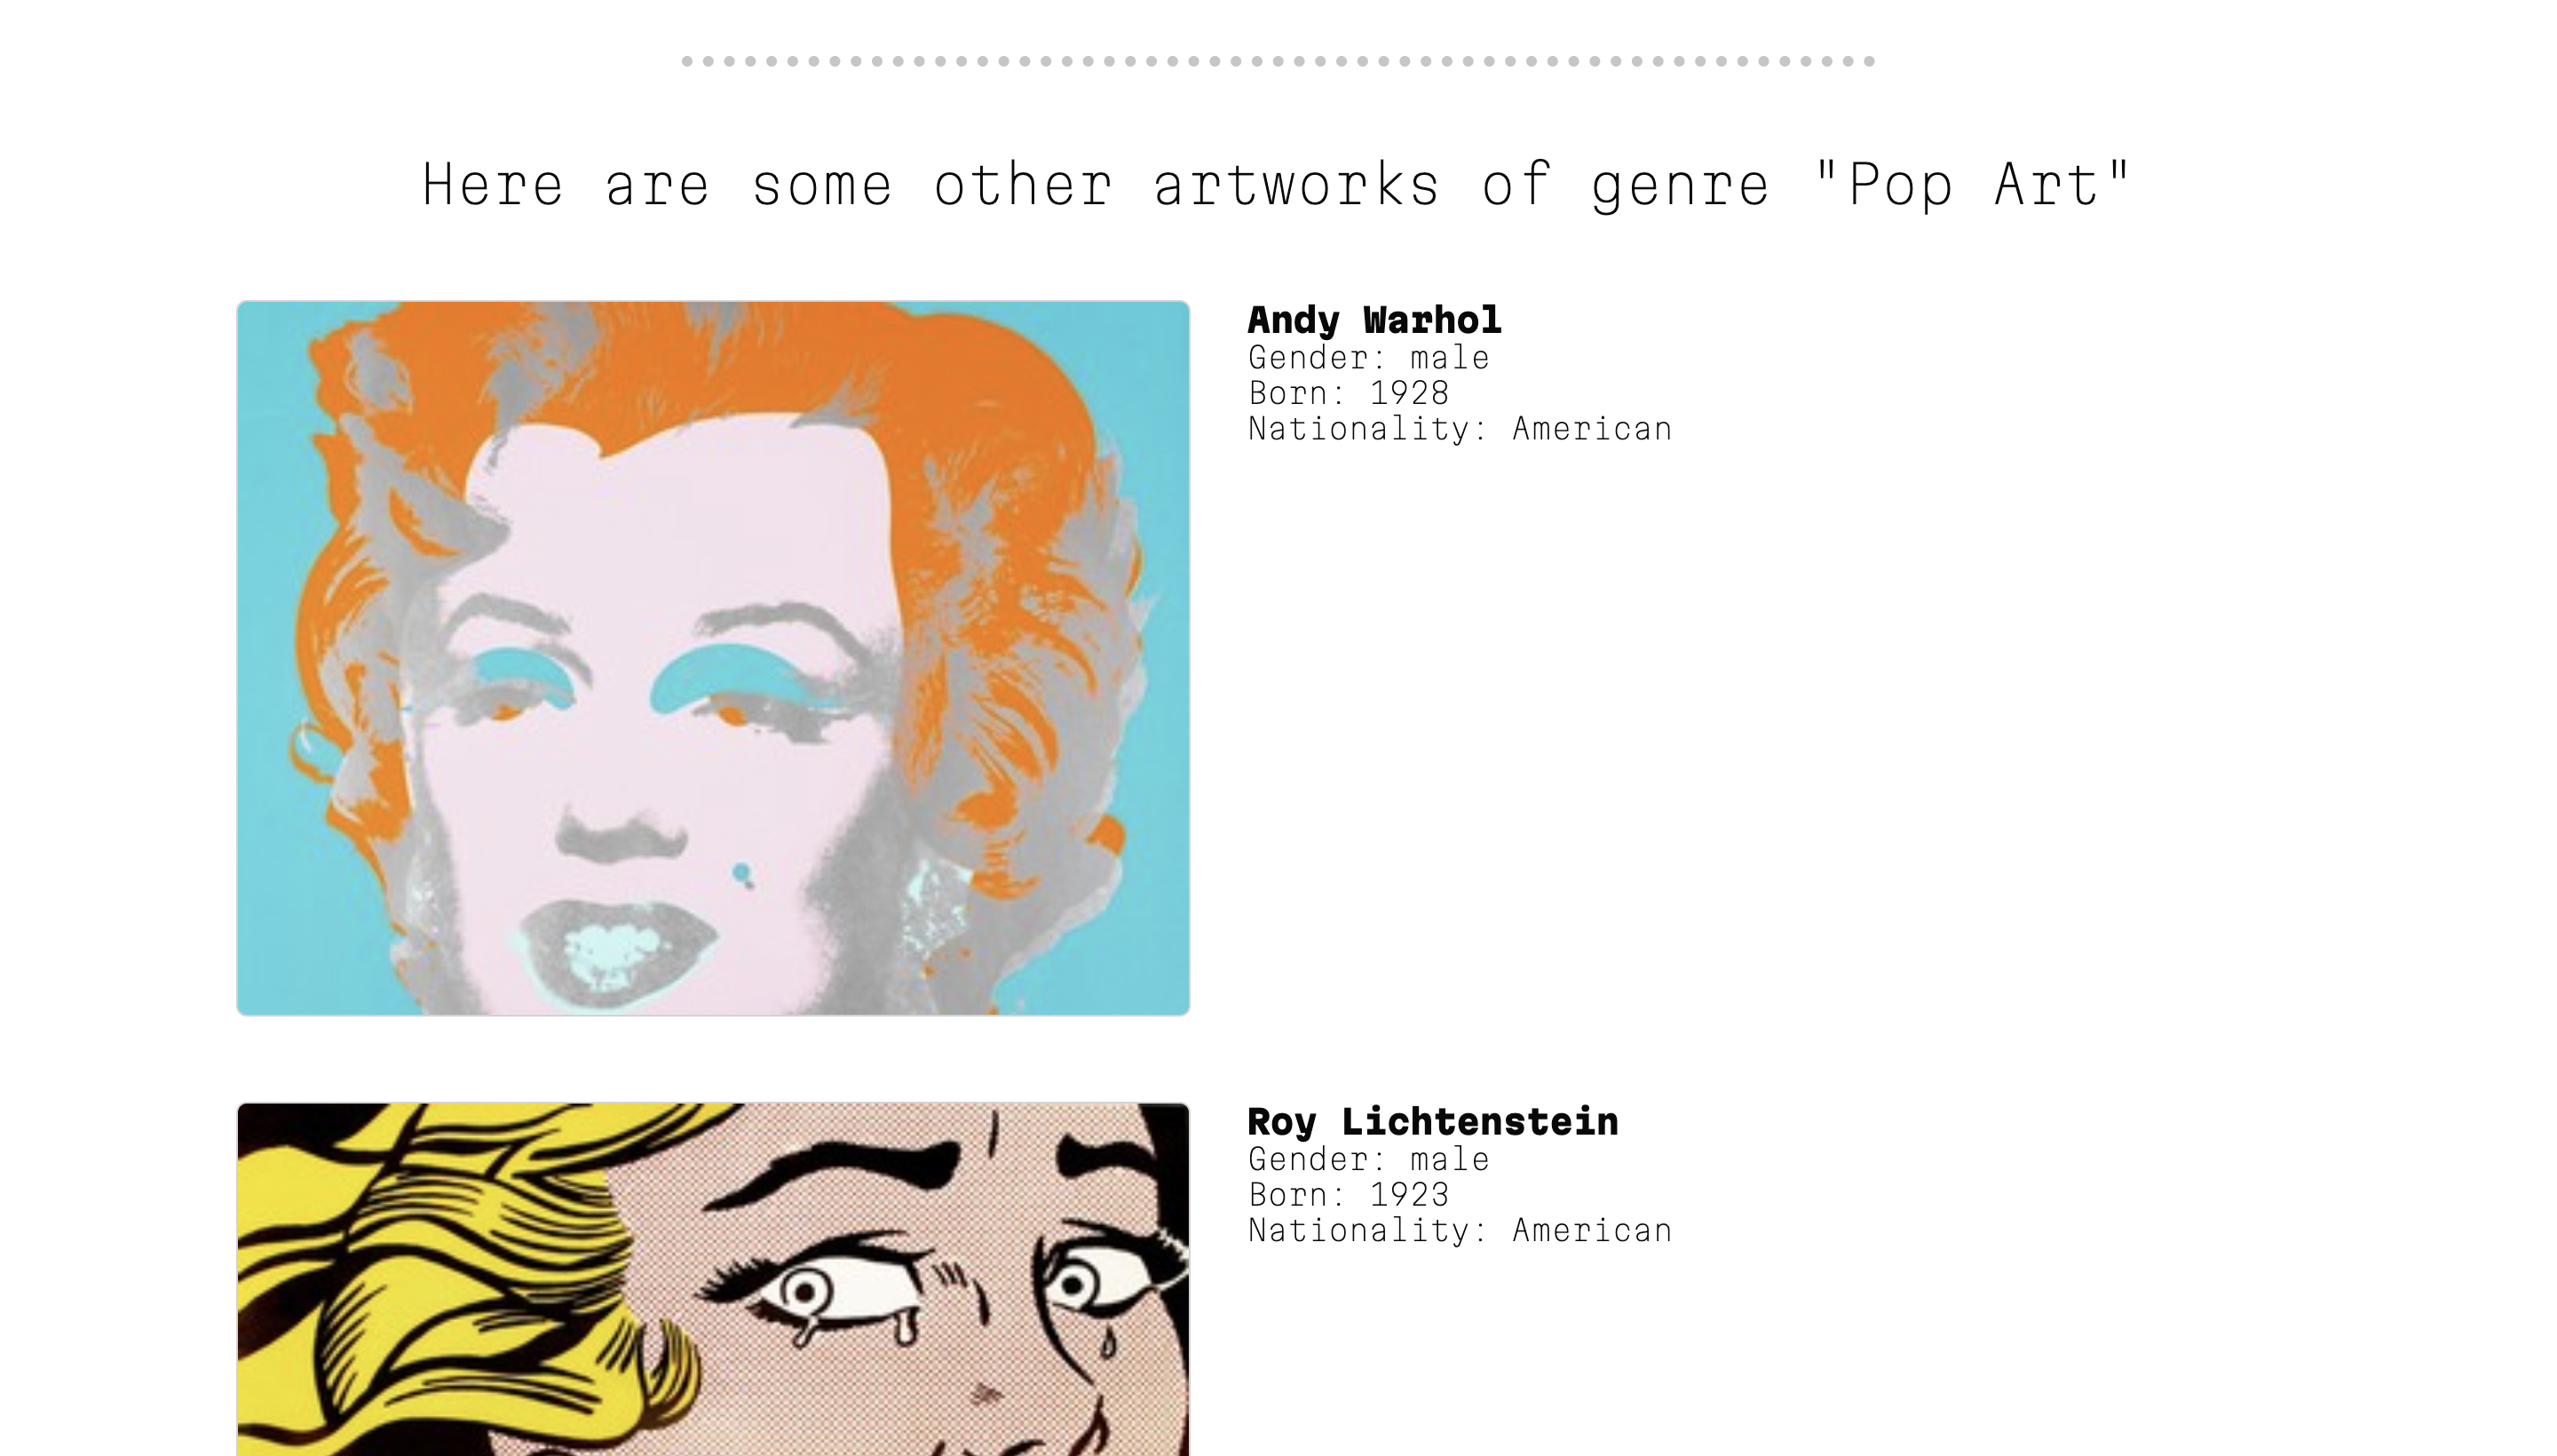 Here are some other artworks of genre "Pop Art"
Andy Warhol
Gender: male
Born: 1928
Nationality: American
Roy Lichtenstein
Gender: male
Born: 1923
Nationality: American